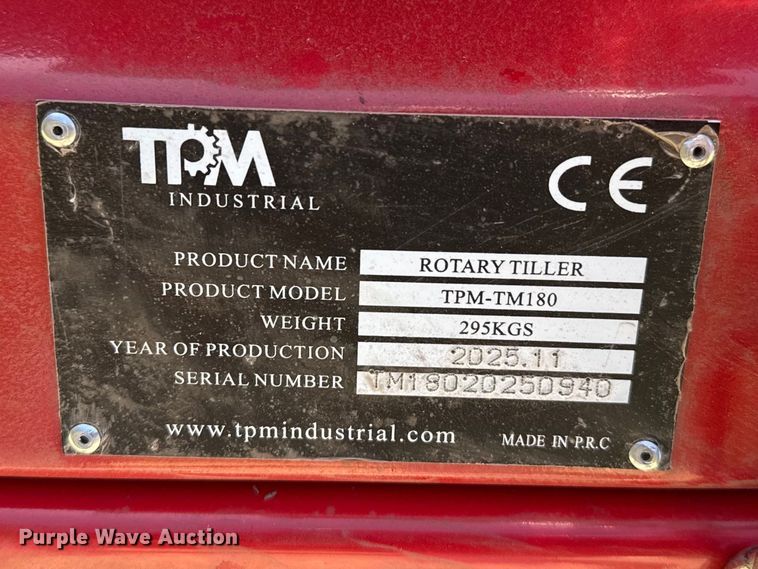 TPM
INDUSTRIAL
CE
PRODUCT NAME ROTARY TILLER
PRODUCT MODEL TPM-TM180
WEIGHT 295KGS
YEAR OF PRODUCTION 2025.11
SERIAL NUMBER TM18020250940
www.tpmindustrial.com MADE IN P.R.C
Purple Wave Auction